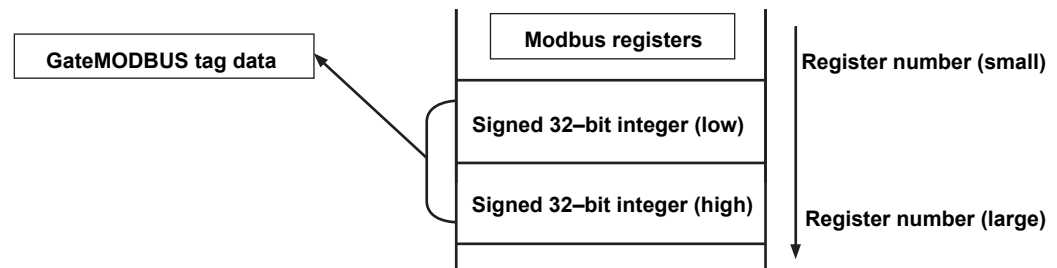 Modbus registers
GateMODBUS tag data
Register number (small)
Signed 32–bit integer (low)
Signed 32–bit integer (high)
Register number (large)